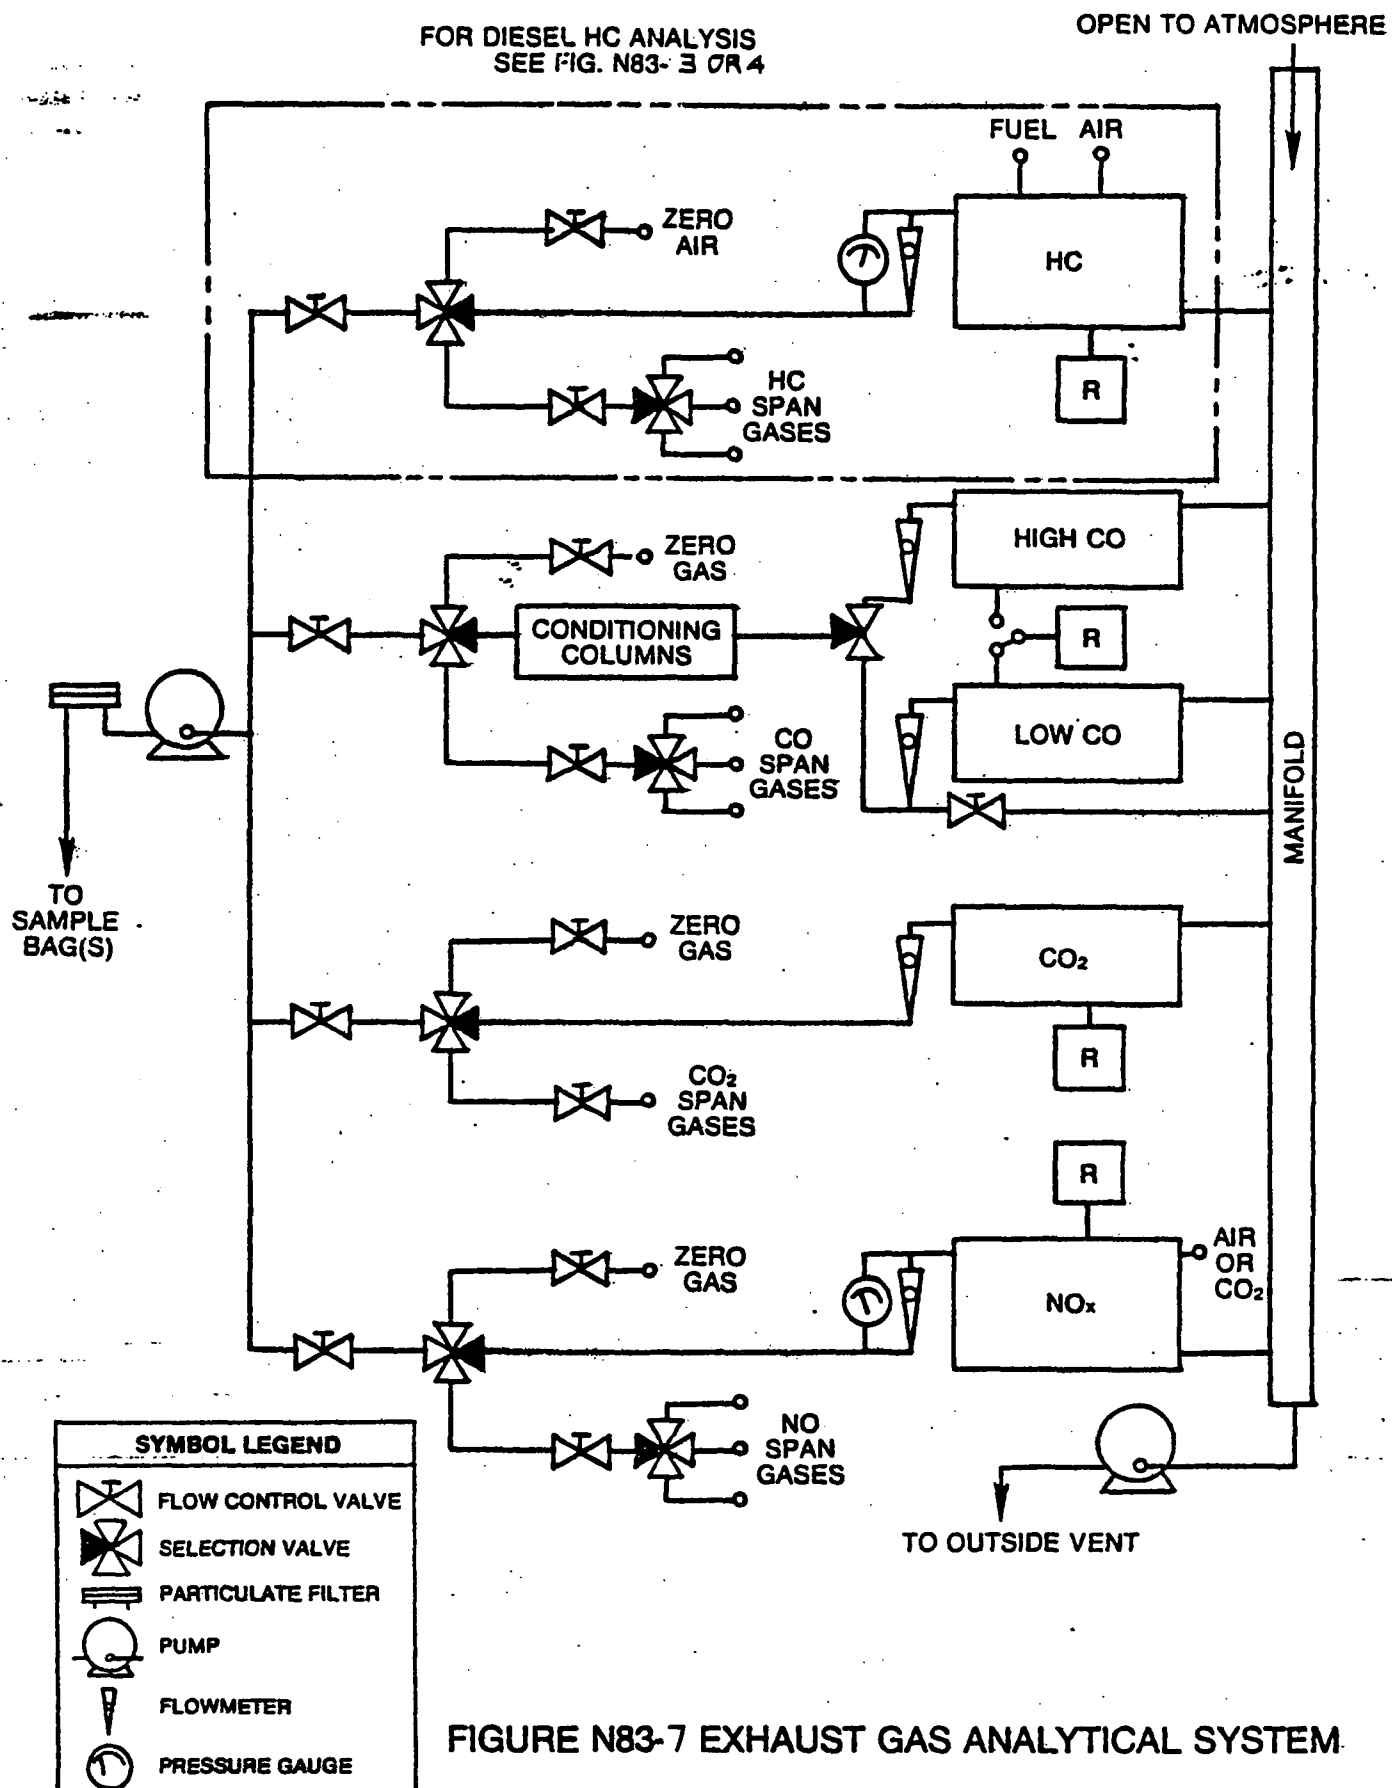 FOR DIESEL HC ANALYSIS
SEE FIG. N83- 3 OR 4
OPEN TO ATMOSPHERE
FUEL AIR
ZERO
AIR
HC
HC
SPAN
GASES
R
ZERO
GAS
HIGH CO
CONDITIONING
COLUMNS
R
LOW CO
CO
SPAN
GASES
MANIFOLD
TO
SAMPLE
BAG(S)
ZERO
GAS
CO₂
R
CO₂
SPAN
GASES
R
ZERO
GAS
AIR
OR
CO₂
NOx
NO
SPAN
GASES
TO OUTSIDE VENT
SYMBOL LEGEND
FLOW CONTROL VALVE
SELECTION VALVE
PARTICULATE FILTER
PUMP
FLOWMETER
PRESSURE GAUGE
FIGURE N83-7 EXHAUST GAS ANALYTICAL SYSTEM